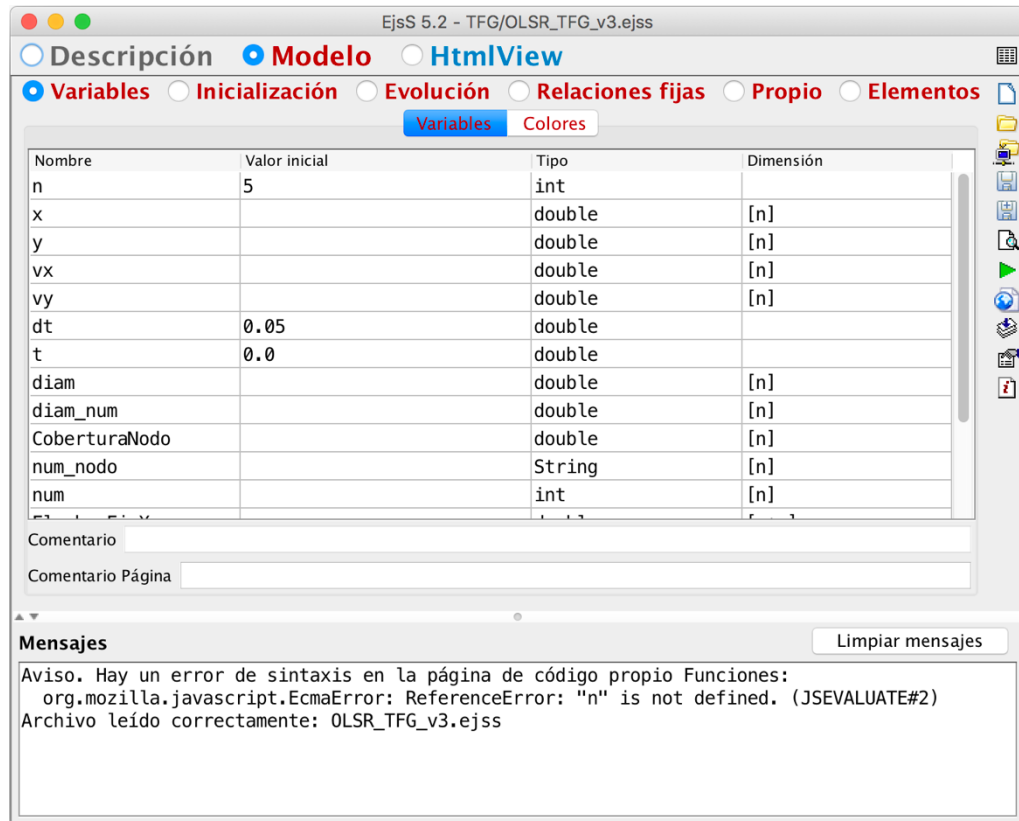 EjsS 5.2 - TFG/OLSR_TFG_v3.ejss
Descripción Modelo HtmlView
Variables Inicialización Evolución Relaciones fijas Propio Elementos
Variables Colores
Nombre Valor inicial Tipo Dimensión
n 5 int
x double [n]
y double [n]
vx double [n]
vy double [n]
dt 0.05 double
t 0.0 double
diam double [n]
diam_num double [n]
CoberturaNodo double [n]
num_nodo String [n]
num int [n]
Comentario
Comentario Página
Mensajes Limpiar mensajes
Aviso. Hay un error de sintaxis en la página de código propio Funciones:
org.mozilla.javascript.EcmaError: ReferenceError: "n" is not defined. (JSEVALUATE#2)
Archivo leído correctamente: OLSR_TFG_v3.ejss